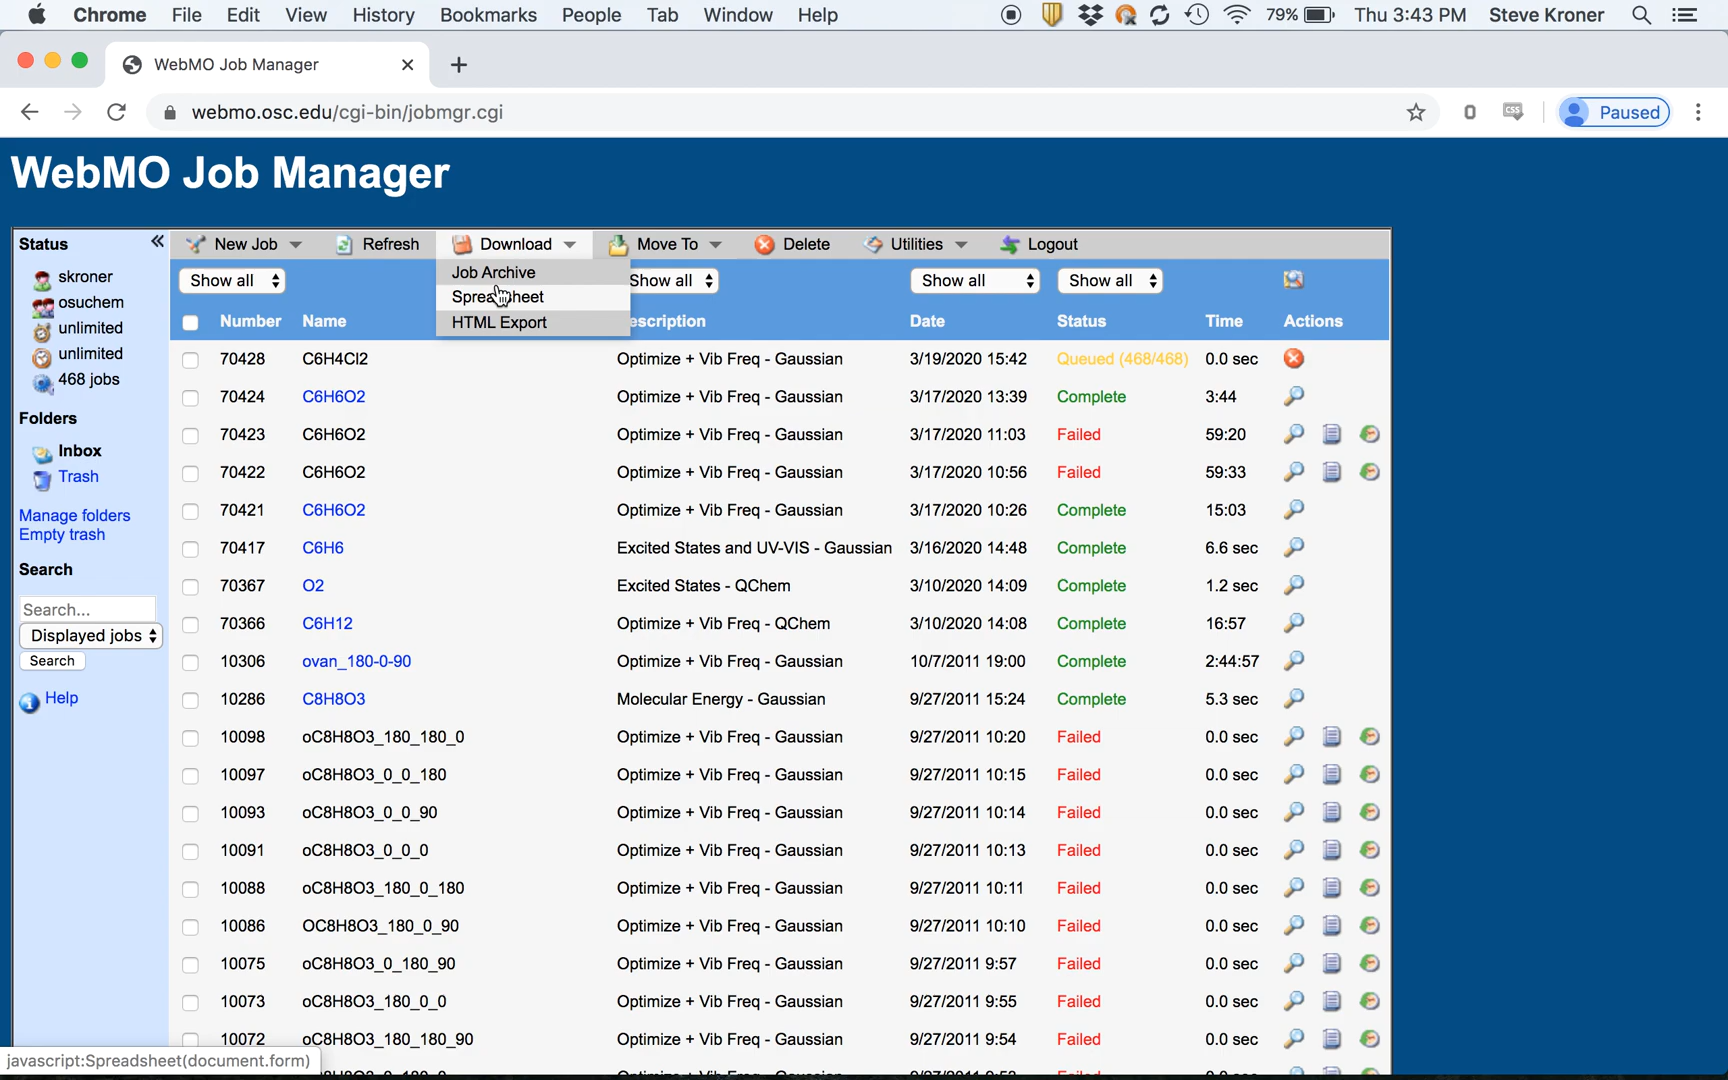 Chrome File Edit View History Bookmarks People Tab Window Help 79% Thu 3:43 PM Steve Kroner
WebMO Job Manager
webmo.osc.edu/cgi-bin/jobmgr.cgi Paused
WebMO Job Manager
Status New Job Refresh Download Move To Delete Utilities Logout
skroner
osuchem
unlimited
unlimited
468 jobs
Folders
Inbox
Trash
Manage folders
Empty trash
Search
Search...
Displayed jobs
Search
Help
Job Archive
Spreadsheet
HTML Export
Show all Show all Show all Show all
Number Name escription Date Status Time Actions
70428 C6H4Cl2 Optimize + Vib Freq - Gaussian 3/19/2020 15:42 Queued (468/468) 0.0 sec
70424 C6H6O2 Optimize + Vib Freq - Gaussian 3/17/2020 13:39 Complete 3:44
70423 C6H6O2 Optimize + Vib Freq - Gaussian 3/17/2020 11:03 Failed 59:20
70422 C6H6O2 Optimize + Vib Freq - Gaussian 3/17/2020 10:56 Failed 59:33
70421 C6H6O2 Optimize + Vib Freq - Gaussian 3/17/2020 10:26 Complete 15:03
70417 C6H6 Excited States and UV-VIS - Gaussian 3/16/2020 14:48 Complete 6.6 sec
70367 O2 Excited States - QChem 3/10/2020 14:09 Complete 1.2 sec
70366 C6H12 Optimize + Vib Freq - QChem 3/10/2020 14:08 Complete 16:57
10306 ovan_180-0-90 Optimize + Vib Freq - Gaussian 10/7/2011 19:00 Complete 2:44:57
10286 C8H8O3 Molecular Energy - Gaussian 9/27/2011 15:24 Complete 5.3 sec
10098 oC8H8O3_180_180_0 Optimize + Vib Freq - Gaussian 9/27/2011 10:20 Failed 0.0 sec
10097 oC8H8O3_0_0_180 Optimize + Vib Freq - Gaussian 9/27/2011 10:15 Failed 0.0 sec
10093 oC8H8O3_0_0_90 Optimize + Vib Freq - Gaussian 9/27/2011 10:14 Failed 0.0 sec
10091 oC8H8O3_0_0_0 Optimize + Vib Freq - Gaussian 9/27/2011 10:13 Failed 0.0 sec
10088 oC8H8O3_180_0_180 Optimize + Vib Freq - Gaussian 9/27/2011 10:11 Failed 0.0 sec
10086 OC8H8O3_180_0_90 Optimize + Vib Freq - Gaussian 9/27/2011 10:10 Failed 0.0 sec
10075 oC8H8O3_0_180_90 Optimize + Vib Freq - Gaussian 9/27/2011 9:57 Failed 0.0 sec
10073 oC8H8O3_180_0_0 Optimize + Vib Freq - Gaussian 9/27/2011 9:55 Failed 0.0 sec
10072 oC8H8O3_180_180_90 Optimize + Vib Freq - Gaussian 9/27/2011 9:54 Failed 0.0 sec
javascript:Spreadsheet(document.form)